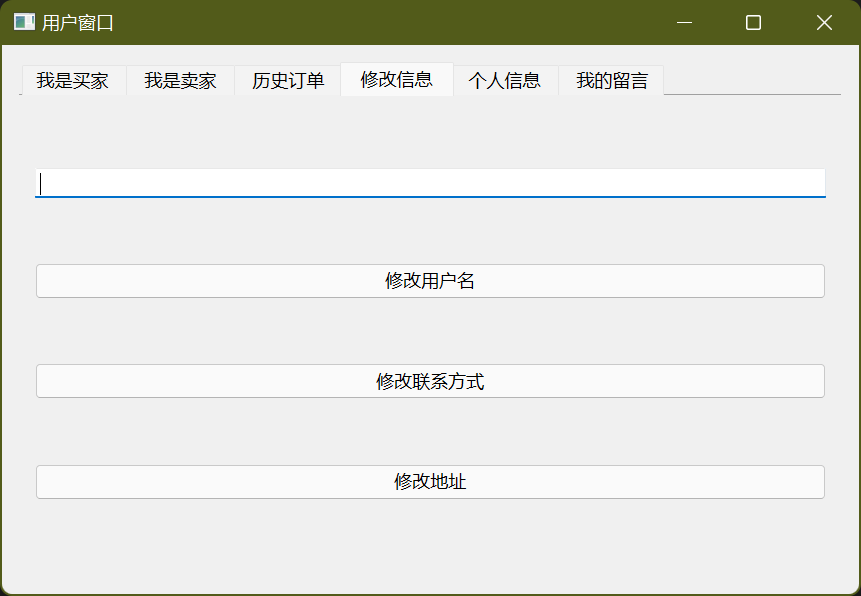 用户窗口
我是买家 我是卖家 历史订单 修改信息 个人信息 我的留言
修改用户名
修改联系方式
修改地址